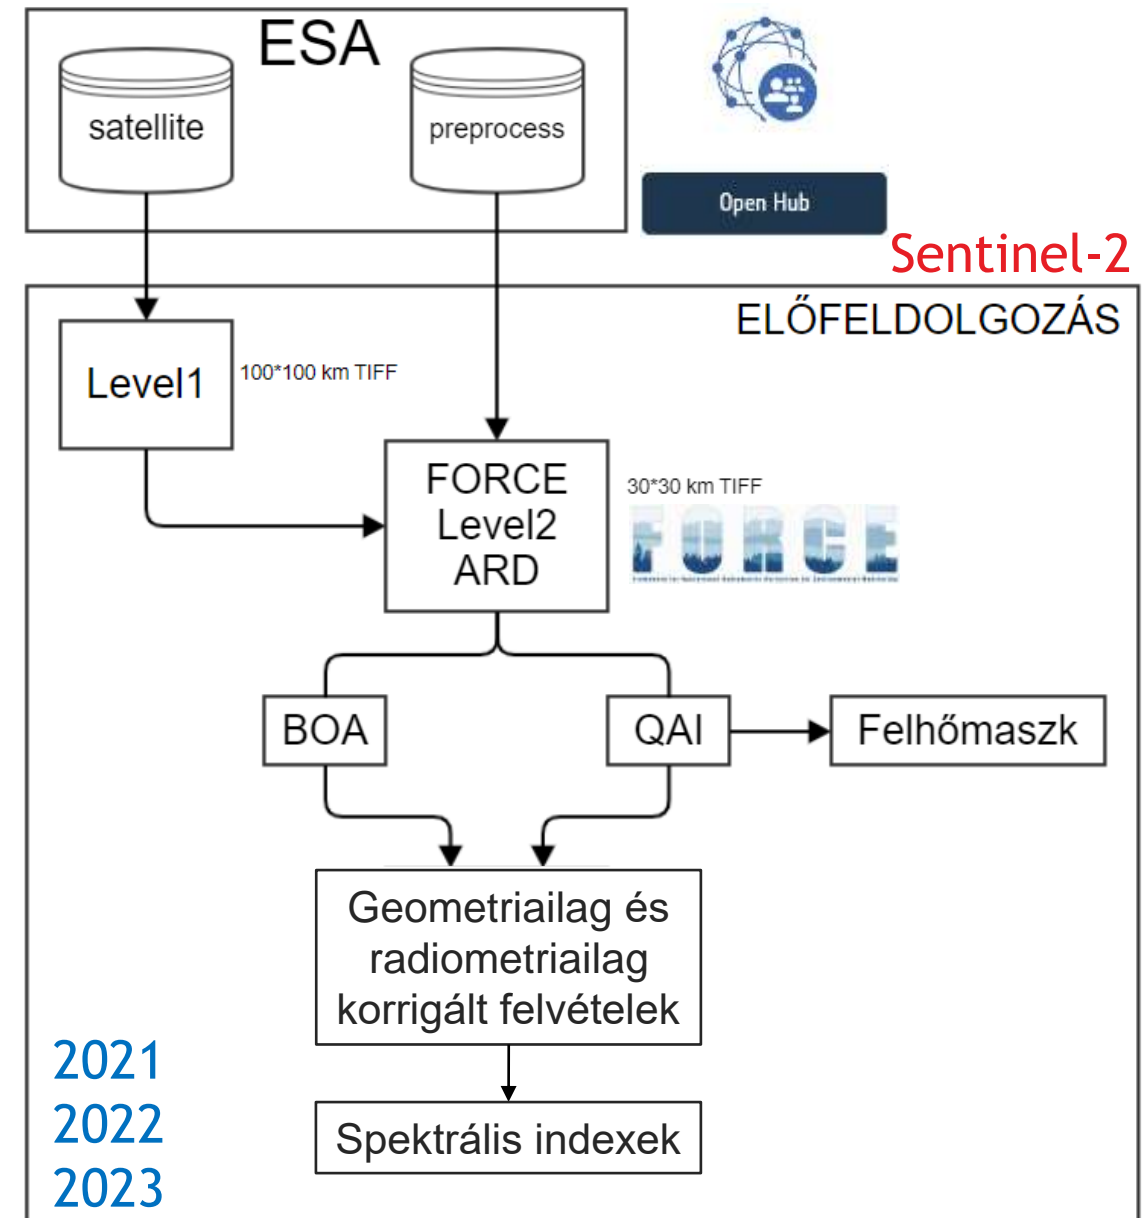 ESA
satellite
preprocess
Open Hub
Sentinel-2
ELŐFELDOLGOZÁS
Level1
100*100 km TIFF
FORCE
Level2
ARD
30*30 km TIFF
FORCE
BOA
QAI
Felhőmaszk
Geometriailag és
radiometriailag
korrigált felvételek
Spektrális indexek
2021
2022
2023